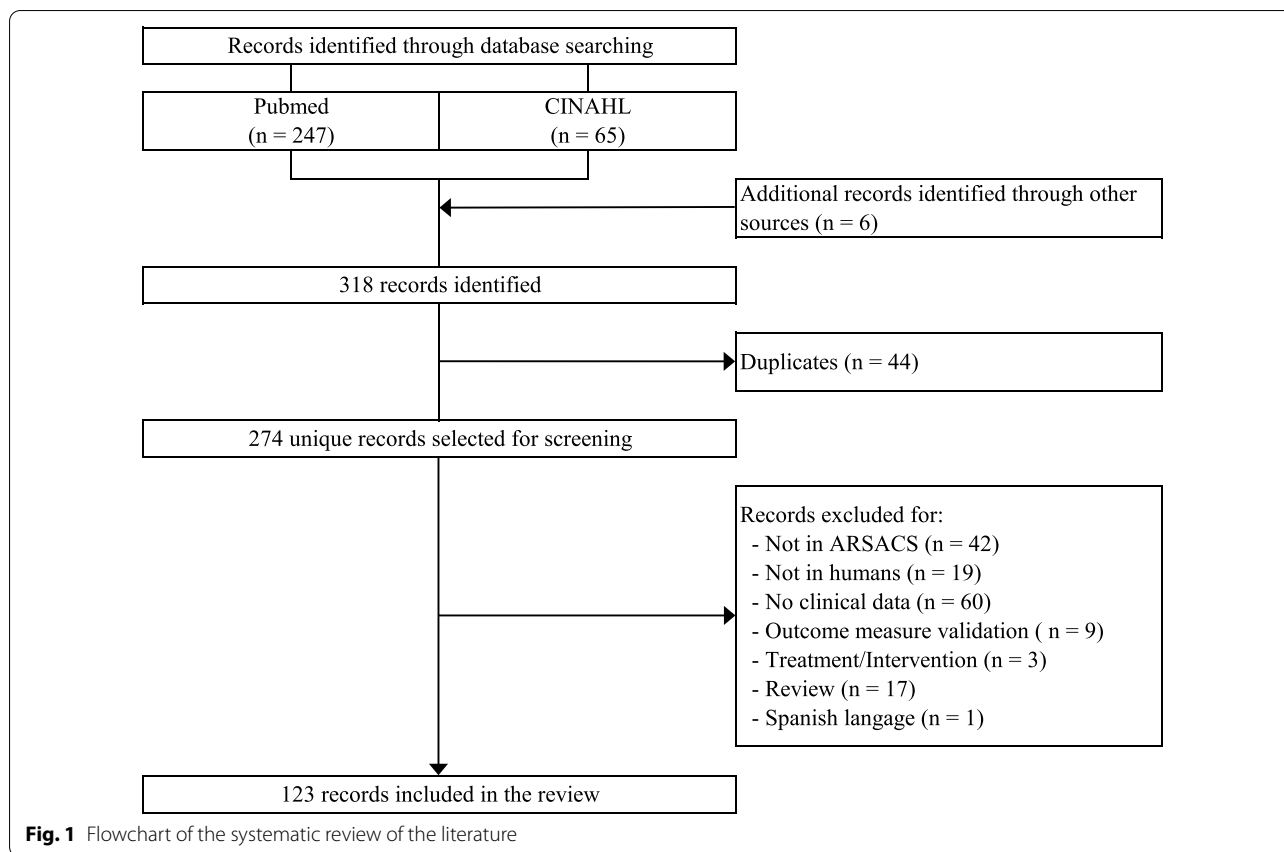 Records identified through database searching
Pubmed
(n = 247)
CINAHL
(n = 65)
Additional records identified through other
sources (n = 6)
318 records identified
Duplicates (n = 44)
274 unique records selected for screening
Records excluded for:
- Not in ARSACS (n = 42)
- Not in humans (n = 19)
- No clinical data (n = 60)
- Outcome measure validation ( n = 9)
- Treatment/Intervention (n = 3)
- Review (n = 17)
- Spanish langage (n = 1)
123 records included in the review
Fig. 1 Flowchart of the systematic review of the literature